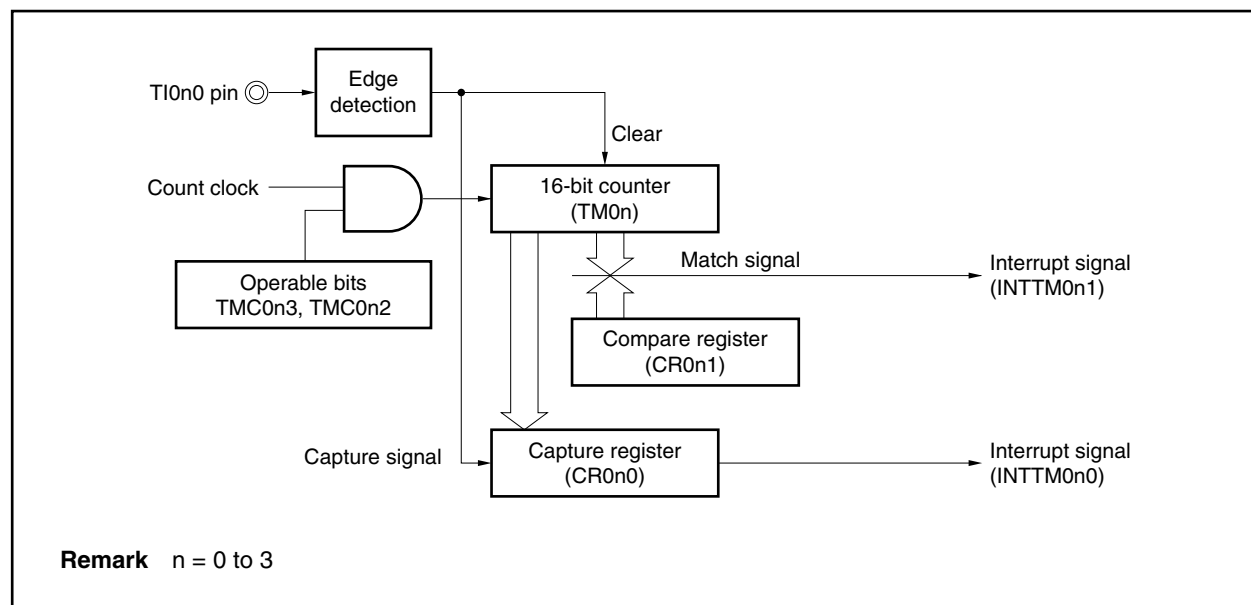 TI0n0 pin
Edge
detection
Clear
Count clock
16-bit counter
(TM0n)
Operable bits
TMC0n3, TMC0n2
Match signal
Interrupt signal
(INTTM0n1)
Compare register
(CR0n1)
Capture signal
Capture register
(CR0n0)
Interrupt signal
(INTTM0n0)
Remark n = 0 to 3